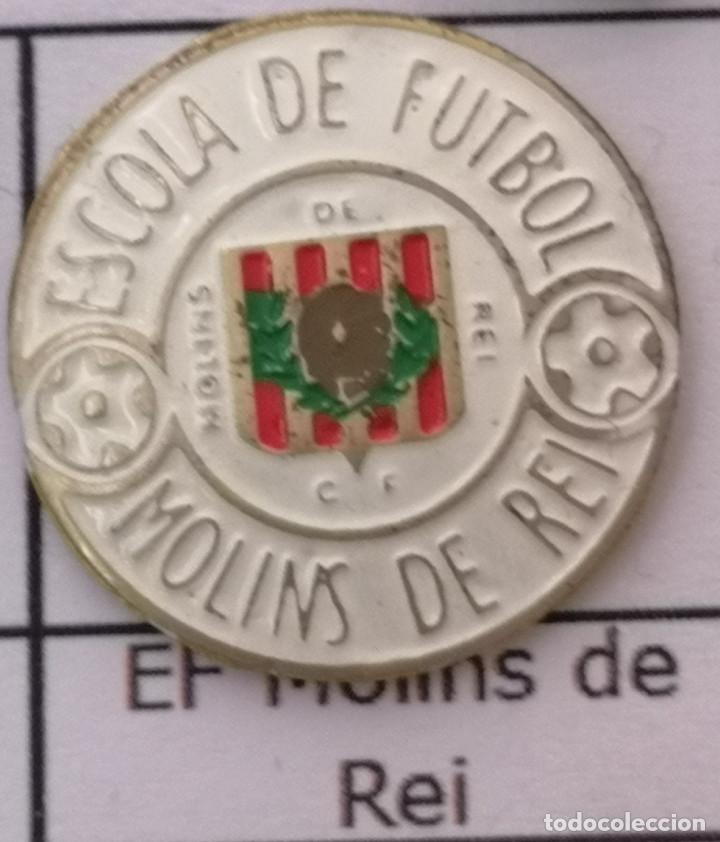 ESCOLA DE FUTBOL
MOLINS DE REI
C F
MOLINS DE REI
EF Molins de
Rei
todocoleccion